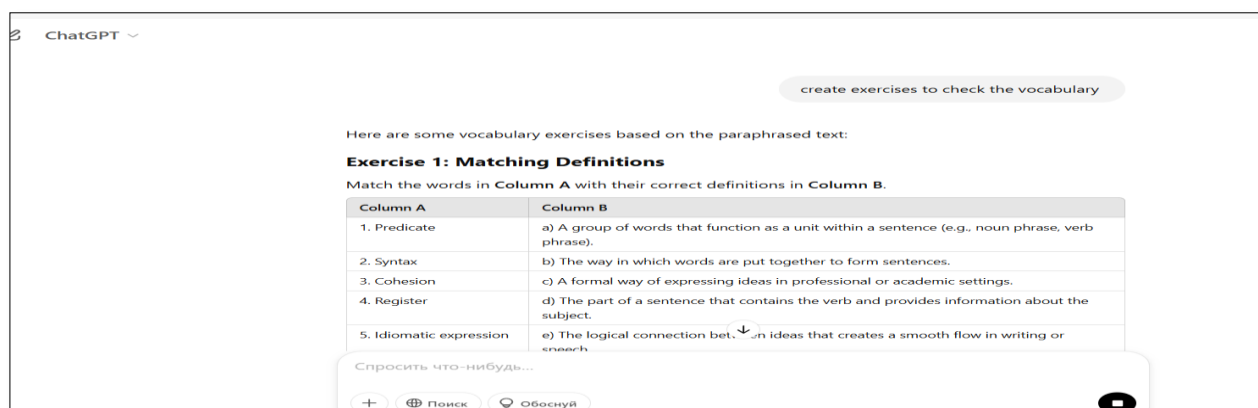 ChatGPT
create exercises to check the vocabulary
Here are some vocabulary exercises based on the paraphrased text:
Exercise 1: Matching Definitions
Match the words in Column A with their correct definitions in Column B.
Column A Column B
1. Predicate a) A group of words that function as a unit within a sentence (e.g., noun phrase, verb
phrase).
2. Syntax b) The way in which words are put together to form sentences.
3. Cohesion c) A formal way of expressing ideas in professional or academic settings.
4. Register d) The part of a sentence that contains the verb and provides information about the
subject.
5. Idiomatic expression e) The logical connection between ideas that creates a smooth flow in writing or
speech
Спросить что-нибудь...
Поиск Обоснуй